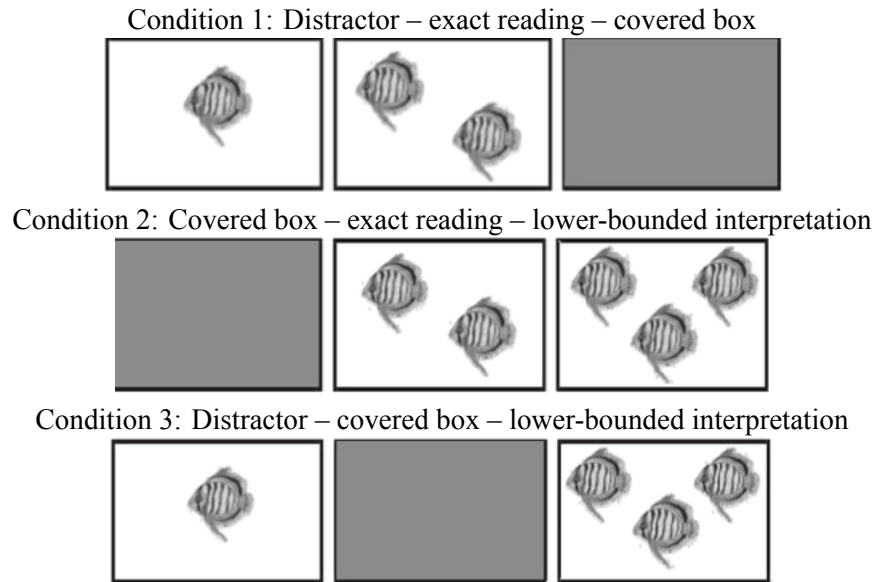 Condition 1: Distractor – exact reading – covered box
Condition 2: Covered box – exact reading – lower-bounded interpretation
Condition 3: Distractor – covered box – lower-bounded interpretation